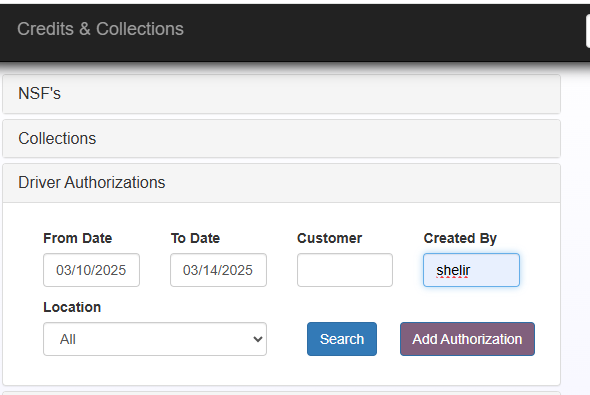 Credits & Collections
NSF's
Collections
Driver Authorizations
From Date To Date Customer Created By
03/10/2025 03/14/2025 shelir
Location
All Search Add Authorization